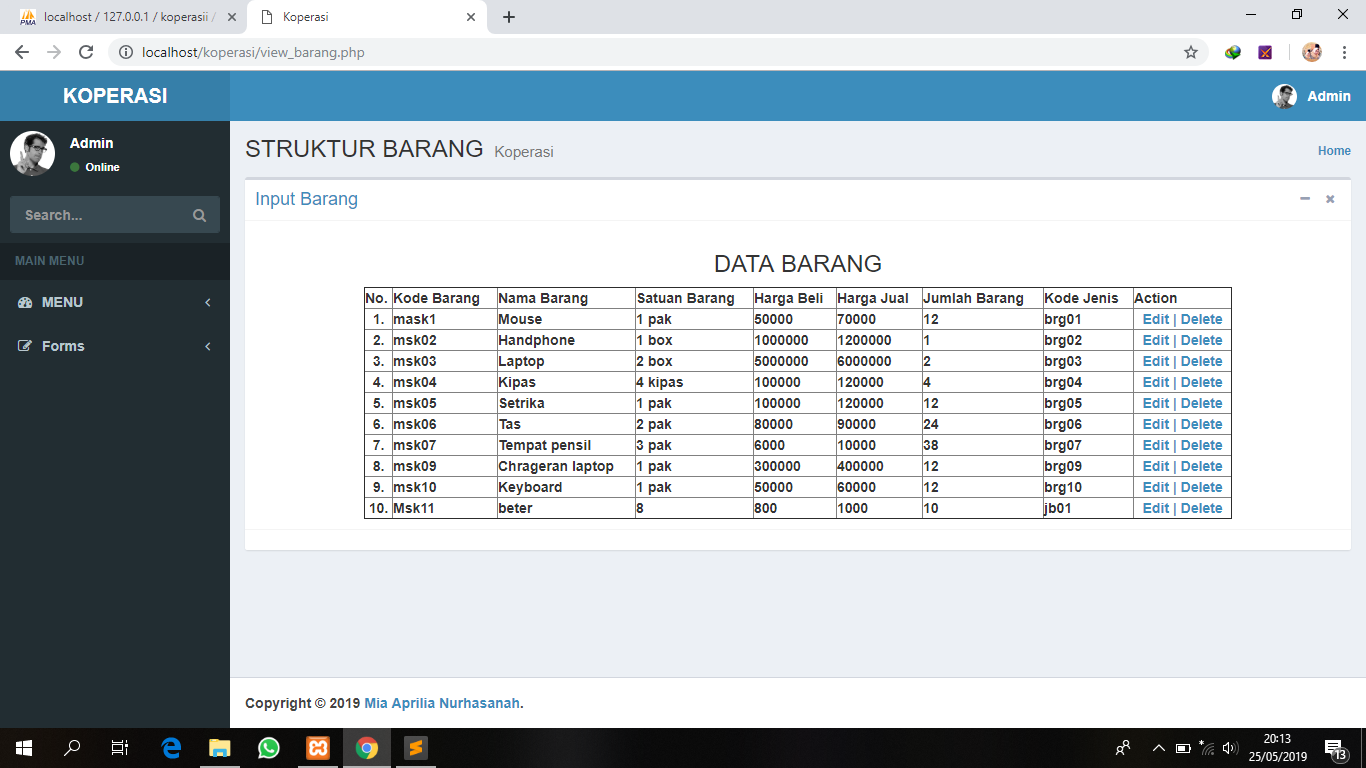 localhost / 127.0.0.1 / koperasii /
Koperasi
localhost/koperasi/view_barang.php
KOPERASI
Admin
Admin
Online
Search...
MAIN MENU
MENU
Forms
STRUKTUR BARANG Koperasi
Home
Input Barang
DATA BARANG
No. Kode Barang Nama Barang Satuan Barang Harga Beli Harga Jual Jumlah Barang Kode Jenis Action
1. mask1 Mouse 1 pak 50000 70000 12 brg01 Edit | Delete
2. msk02 Handphone 1 box 1000000 1200000 1 brg02 Edit | Delete
3. msk03 Laptop 2 box 5000000 6000000 2 brg03 Edit | Delete
4. msk04 Kipas 4 kipas 100000 120000 4 brg04 Edit | Delete
5. msk05 Setrika 1 pak 100000 120000 12 brg05 Edit | Delete
6. msk06 Tas 2 pak 80000 90000 24 brg06 Edit | Delete
7. msk07 Tempat pensil 3 pak 6000 10000 38 brg07 Edit | Delete
8. msk09 Chrageran laptop 1 pak 300000 400000 12 brg09 Edit | Delete
9. msk10 Keyboard 1 pak 50000 60000 12 brg10 Edit | Delete
10. Msk11 beter 8 800 1000 10 jb01 Edit | Delete
Copyright © 2019 Mia Aprilia Nurhasanah.
20:13
25/05/2019
13
PMA